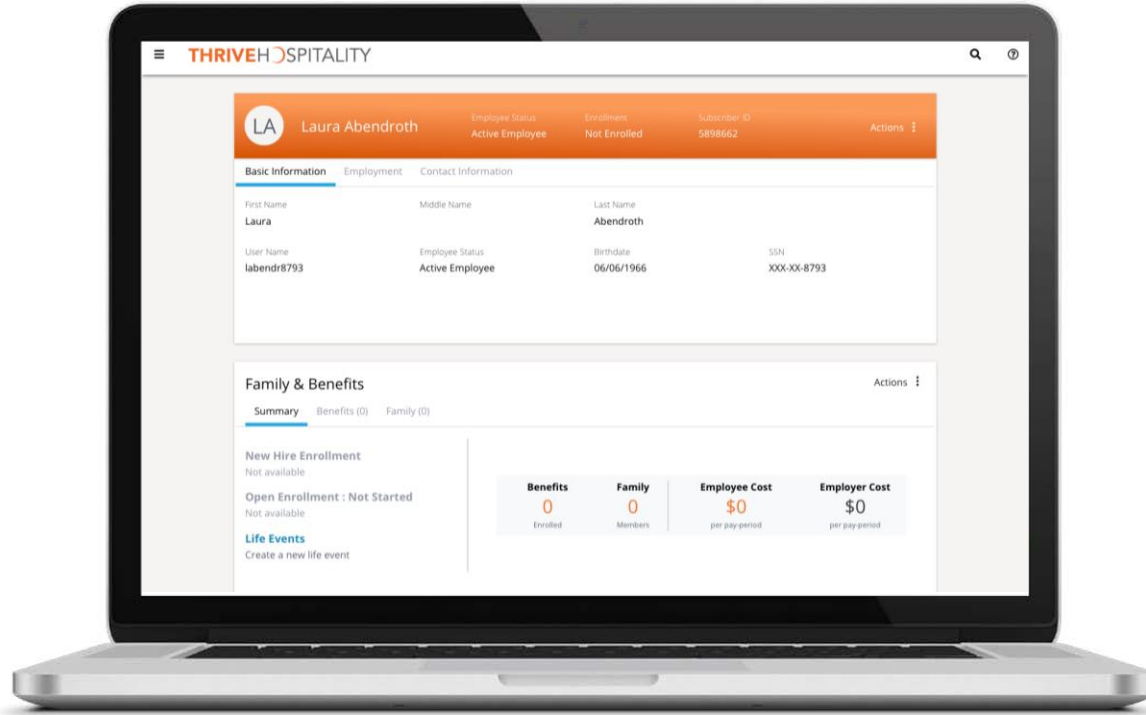 THRIVEHOSPITALITY
LA Laura Abendroth
Employee Status Enrollment Subscriber ID
Active Employee Not Enrolled 5898662
Actions
Basic Information Employment Contact Information
First Name Middle Name Last Name
Laura Abendroth
User Name Employee Status Birthdate SSN
labendr8793 Active Employee 06/06/1966 XXX-XX-8793
Family & Benefits Actions
Summary Benefits (0) Family (0)
New Hire Enrollment
Not available
Open Enrollment : Not Started
Not available
Life Events
Create a new life event
Benefits Family Employee Cost Employer Cost
0 0 $0 $0
Enrolled Members per pay-period per pay-period